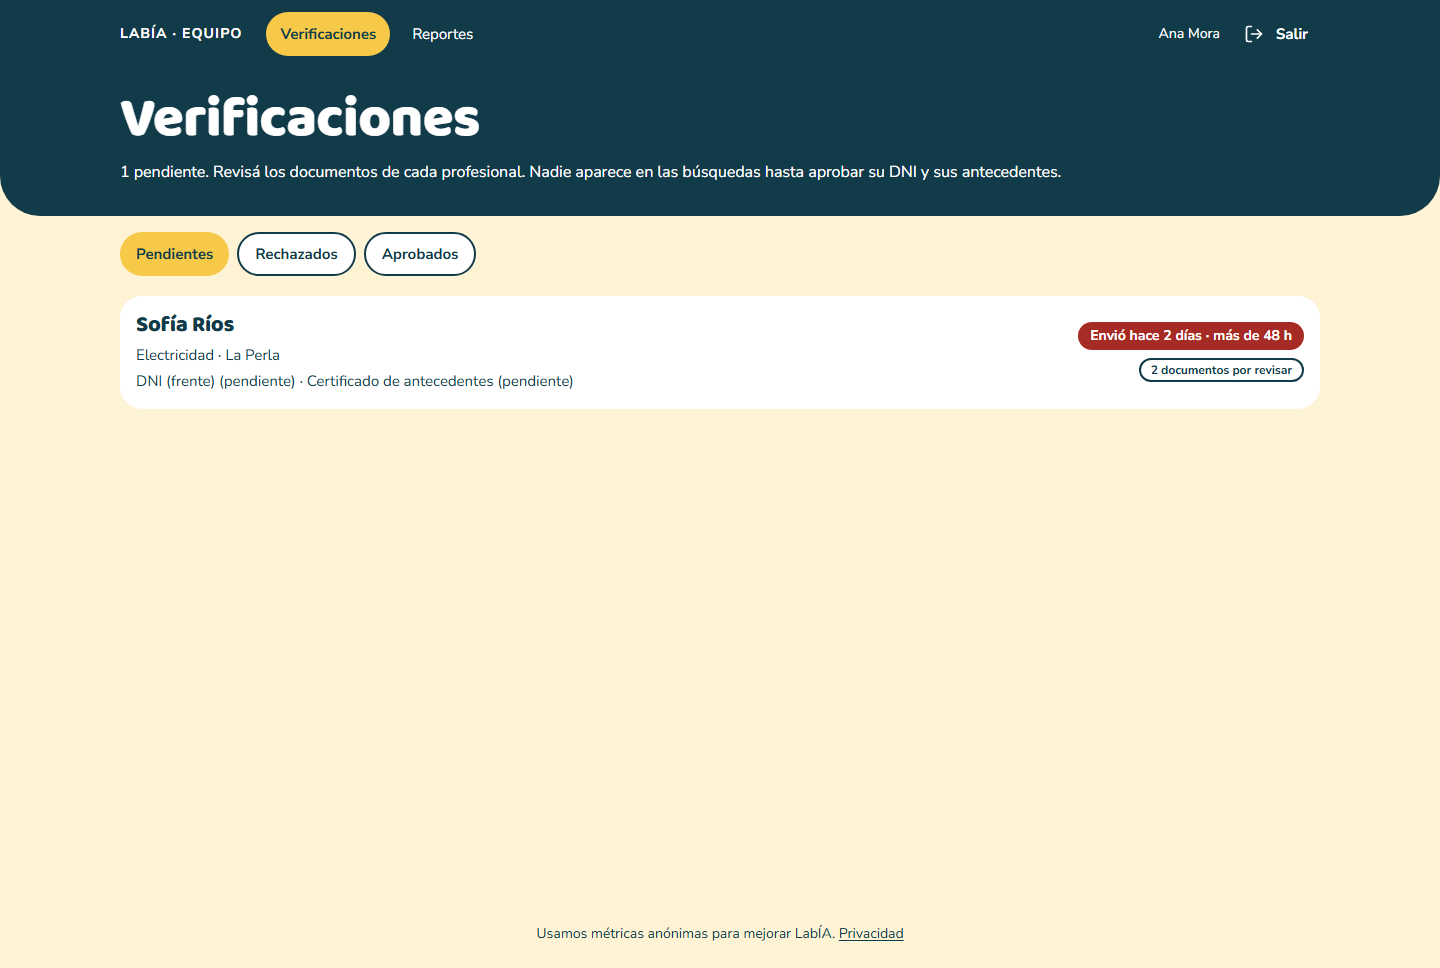 LABÍA · EQUIPO
Verificaciones
Reportes
Ana Mora
Salir
Verificaciones
1 pendiente. Revisá los documentos de cada profesional. Nadie aparece en las búsquedas hasta aprobar su DNI y sus antecedentes.
Pendientes
Rechazados
Aprobados
Sofía Ríos
Electricidad · La Perla
DNI (frente) (pendiente) · Certificado de antecedentes (pendiente)
Envió hace 2 días · más de 48 h
2 documentos por revisar
Usamos métricas anónimas para mejorar LabÍA. Privacidad